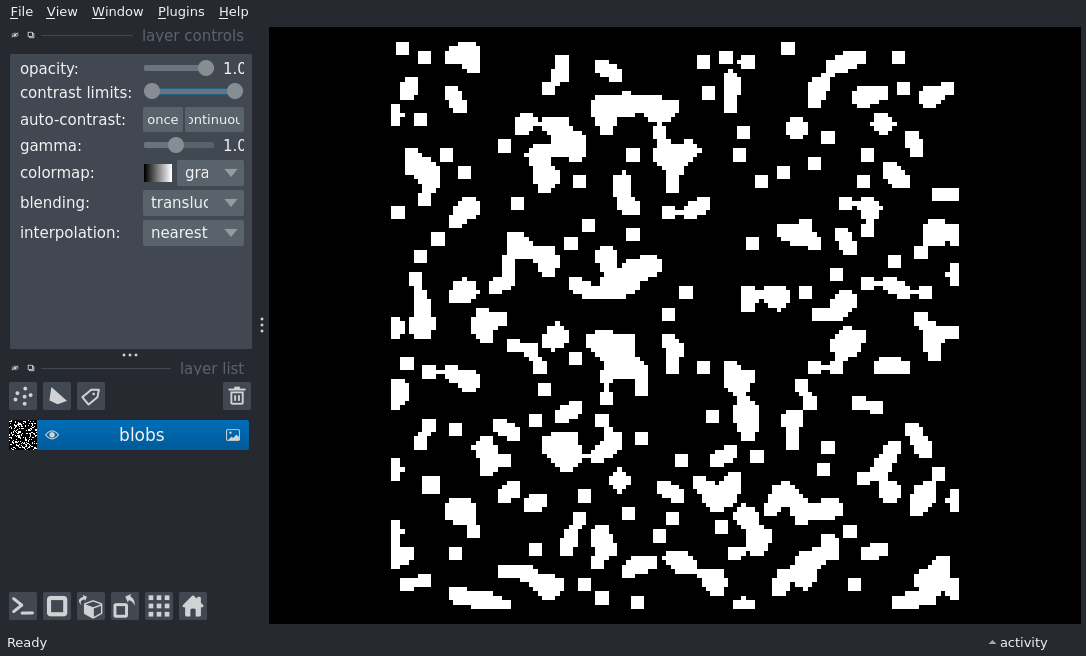 File View Window Plugins Help
layer controls
opacity: 1.0
contrast limits:
auto-contrast: once ontinuou
gamma: 1.0
colormap: gra
blending: transluc
interpolation: nearest
layer list
blobs
Ready
activity